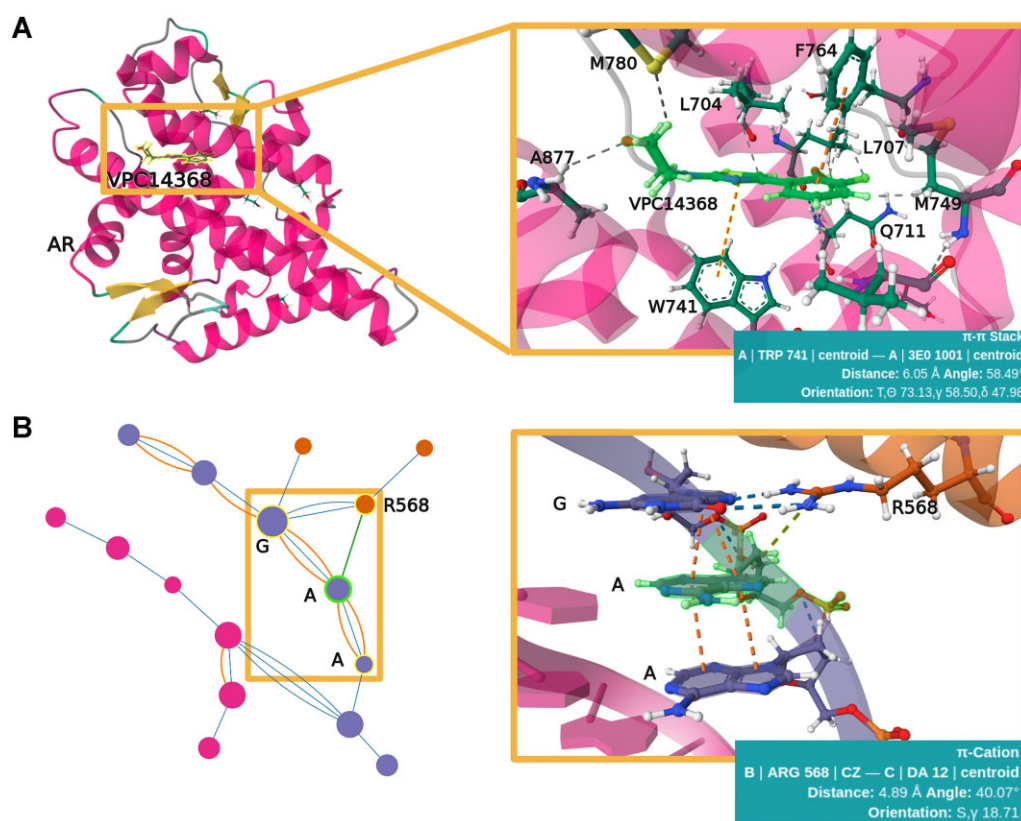 A
VPC14368
AR
M780
F764
L704
L707
A877
VPC14368
M749
Q711
W741
π-π Stack
A | TRP 741 | centroid — A | 3E0 1001 | centroid
Distance: 6.05 Å Angle: 58.49°
Orientation: T,Θ 73.13,γ 58.50,δ 47.98
B
R568
G
A
A
G
R568
A
A
π-Cation
B | ARG 568 | CZ — C | DA 12 | centroid
Distance: 4.89 Å Angle: 40.07°
Orientation: S,γ 18.71